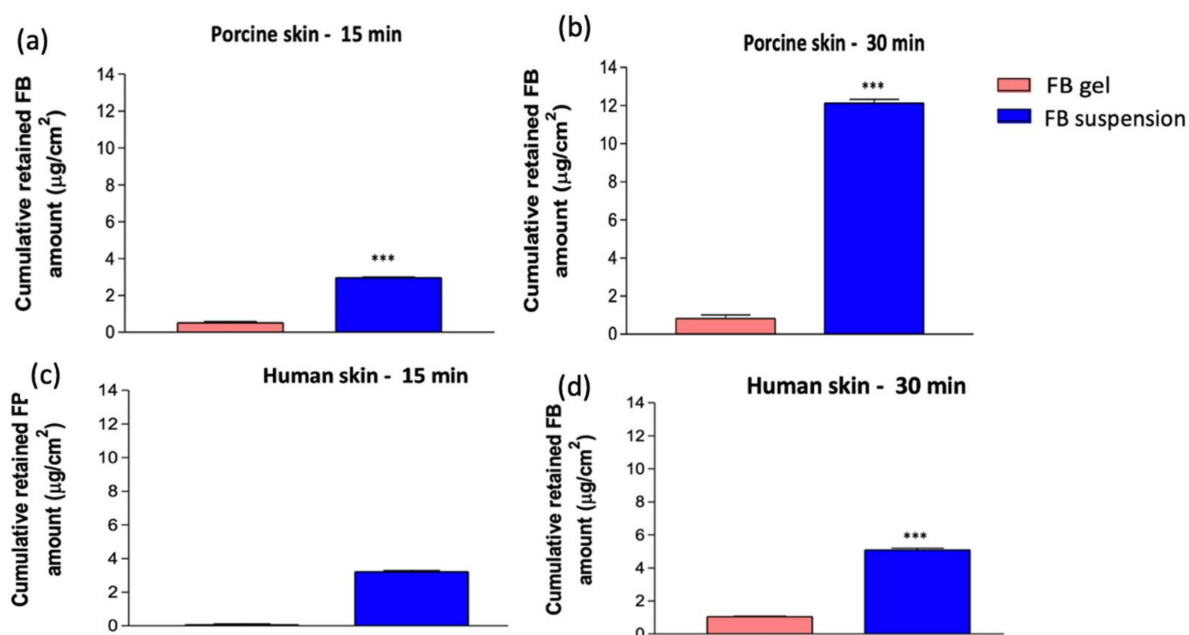 (a)
Porcine skin - 15 min
Cumulative retained FB
amount (μg/cm²)
14
12
10
8
6
4
2
0
***
(b)
Porcine skin - 30 min
Cumulative retained FB
amount (μg/cm²)
14
12
10
8
6
4
2
0
***
FB gel
FB suspension
(c)
Human skin - 15 min
Cumulative retained FP
amount (μg/cm²)
14
12
10
8
6
4
2
0
(d)
Human skin - 30 min
Cumulative retained FB
amount (μg/cm²)
14
12
10
8
6
4
2
0
***